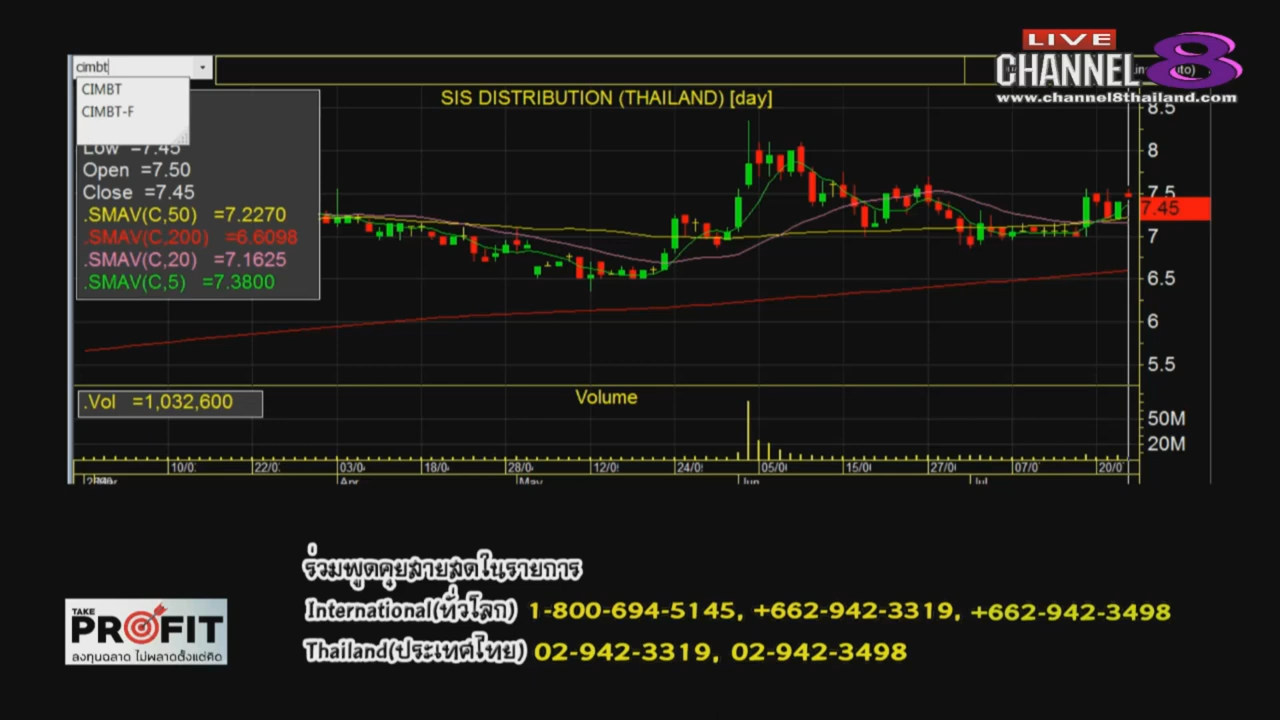 LIVE
CHANNEL 8
www.channel8thailand.com
cimbt
CIMBT
CIMBT-F
SIS DISTRIBUTION (THAILAND) [day]
Low =7.45
Open =7.50
Close =7.45
.SMAV(C,50) =7.2270
.SMAV(C,200) =6.6098
.SMAV(C,20) =7.1625
.SMAV(C,5) =7.3800
8.5
8
7.5
7.45
7
6.5
6
5.5
.Vol =1,032,600
Volume
50M
20M
10/0 22/0 03/0 18/0 28/0 12/0 24/0 05/0 15/0 27/0 07/0 20/0
Apr May Jun Jul
ร่วมพูดคุยสายสดในรายการ
International(ทั่วโลก) 1-800-694-5145, +662-942-3319, +662-942-3498
Thailand(ประเทศไทย) 02-942-3319, 02-942-3498
TAKE
PROFIT
ลงทุนฉลาด ไม่พลาดตั้งแต่คิด